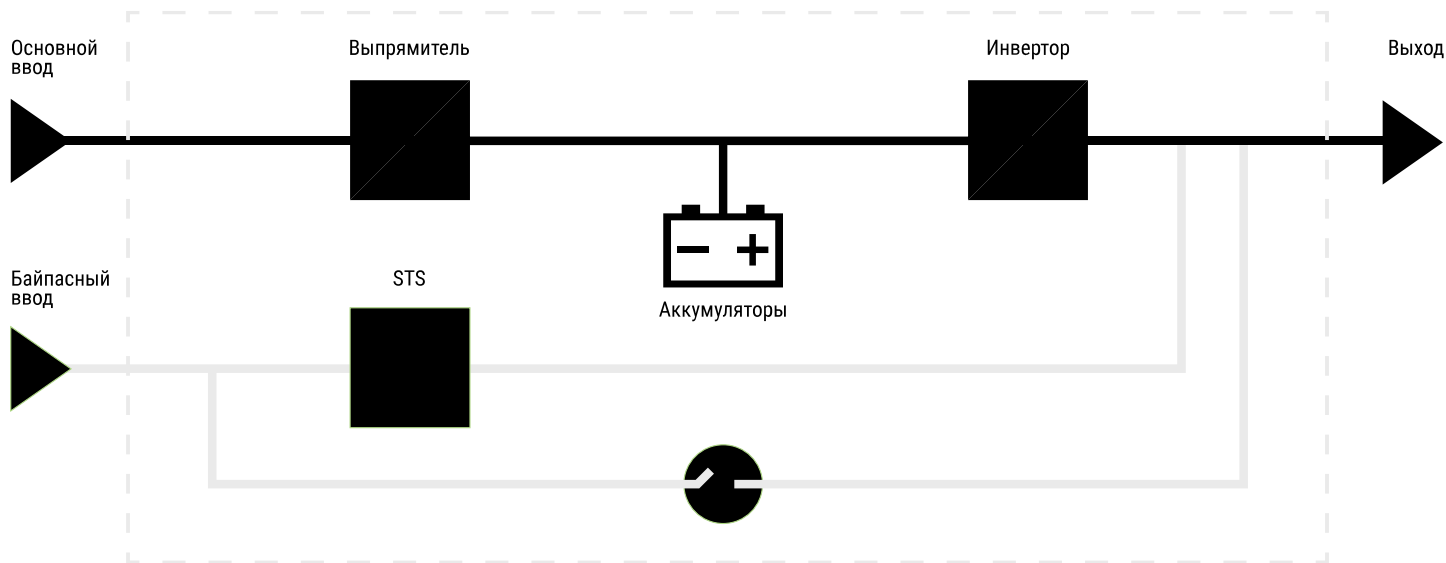 Основной
ввод
Выпрямитель
Инвертор
Выход
Байпасный
ввод
STS
Аккумуляторы